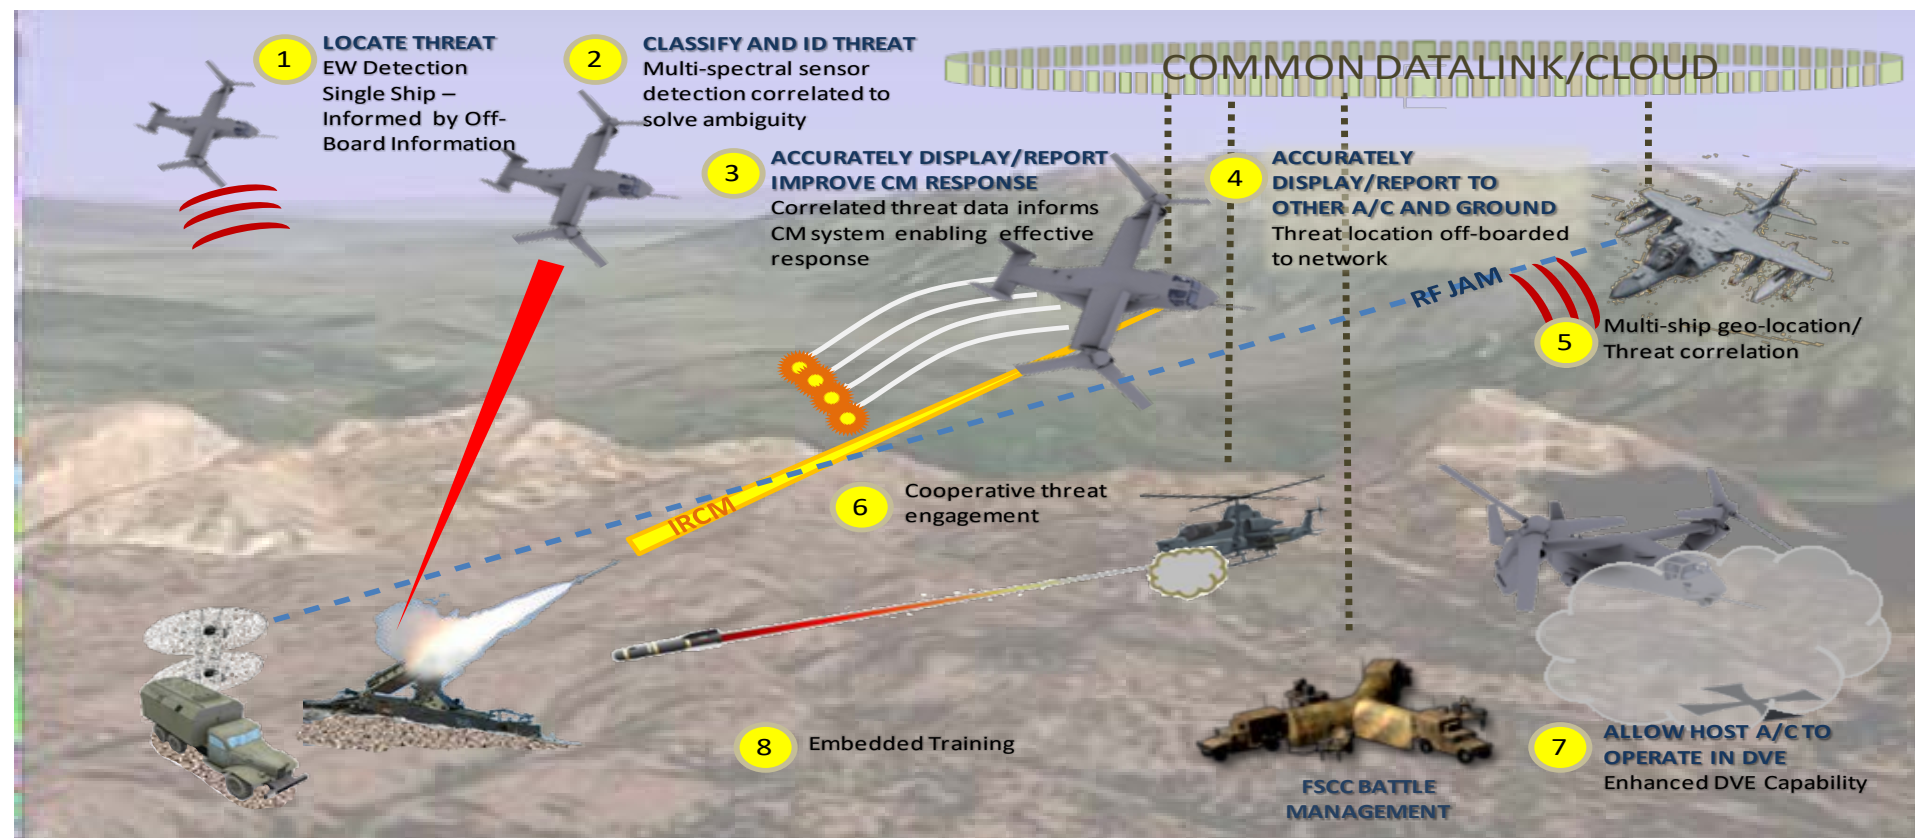 1
LOCATE THREAT
EW Detection
Single Ship –
Informed by Off-
Board Information
2
CLASSIFY AND ID THREAT
Multi-spectral sensor
detection correlated to
solve ambiguity
COMMON DATALINK/CLOUD
3
ACCURATELY DISPLAY/REPORT
IMPROVE CM RESPONSE
Correlated threat data informs
CM system enabling effective
response
4
ACCURATELY
DISPLAY/REPORT TO
OTHER A/C AND GROUND
Threat location off-boarded
to network
RF JAM
5
Multi-ship geo-location/
Threat correlation
IRCM
6
Cooperative threat
engagement
8
Embedded Training
FSCC BATTLE
MANAGEMENT
7
ALLOW HOST A/C TO
OPERATE IN DVE
Enhanced DVE Capability